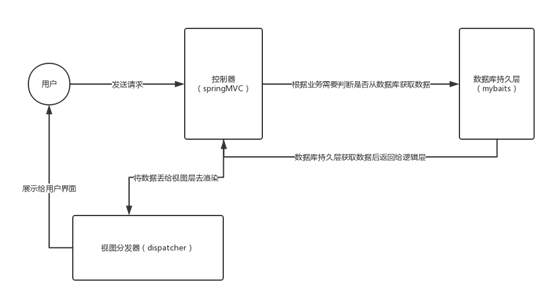 用户
发送请求
控制器
（springMVC）
根据业务需要判断是否从数据库获取数据
数据库持久层
（mybaits）
数据库持久层获取数据后返回给逻辑层
将数据丢给视图层去渲染
展示给用户界面
视图分发器（dispatcher）